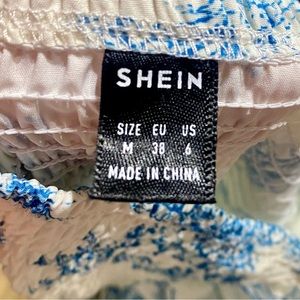 SHEIN
SIZE EU US
M 38 6
MADE IN CHINA